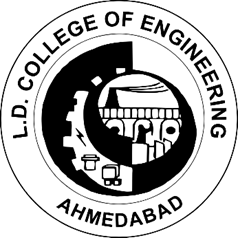 L.D. COLLEGE OF ENGINEERING
AHMEDABAD